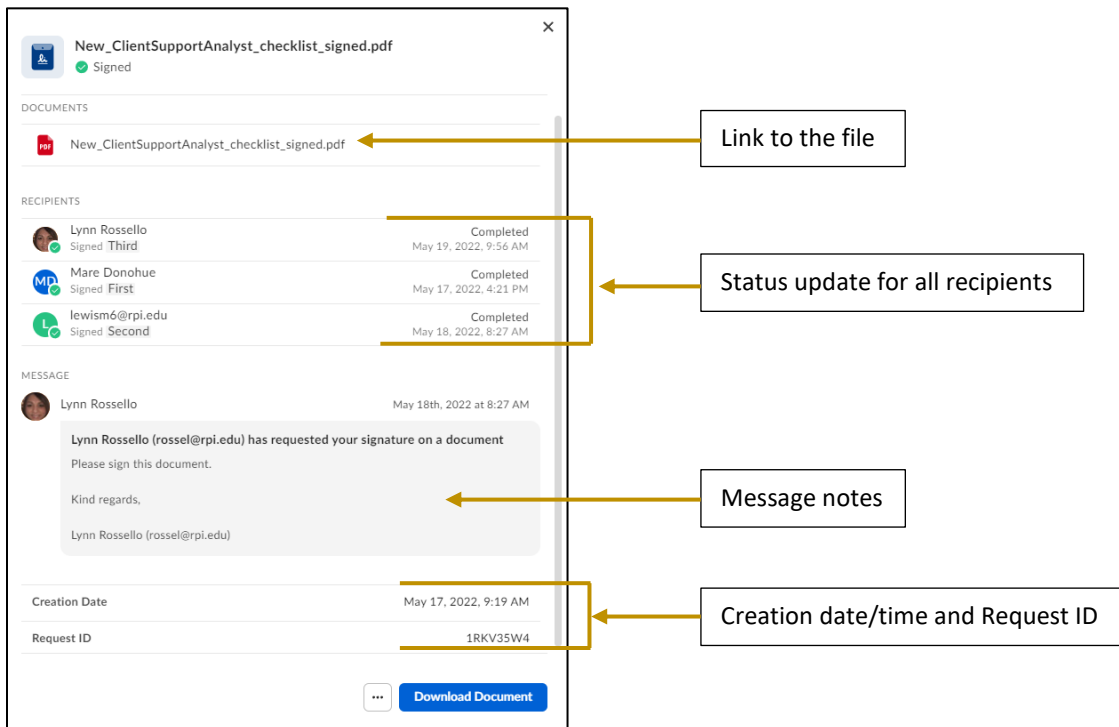 New_ClientSupportAnalyst_checklist_signed.pdf
Signed
DOCUMENTS
PDF
New_ClientSupportAnalyst_checklist_signed.pdf
Link to the file
RECIPIENTS
Lynn Rossello
Completed
Signed Third
May 19, 2022, 9:56 AM
MD
Mare Donohue
Completed
Signed First
May 17, 2022, 4:21 PM
Status update for all recipients
L
lewism6@rpi.edu
Completed
Signed Second
May 18, 2022, 8:27 AM
MESSAGE
Lynn Rossello
May 18th, 2022 at 8:27 AM
Lynn Rossello (rossel@rpi.edu) has requested your signature on a document
Please sign this document.
Kind regards,
Message notes
Lynn Rossello (rossel@rpi.edu)
Creation Date
May 17, 2022, 9:19 AM
Creation date/time and Request ID
Request ID
1RKV35W4
Download Document